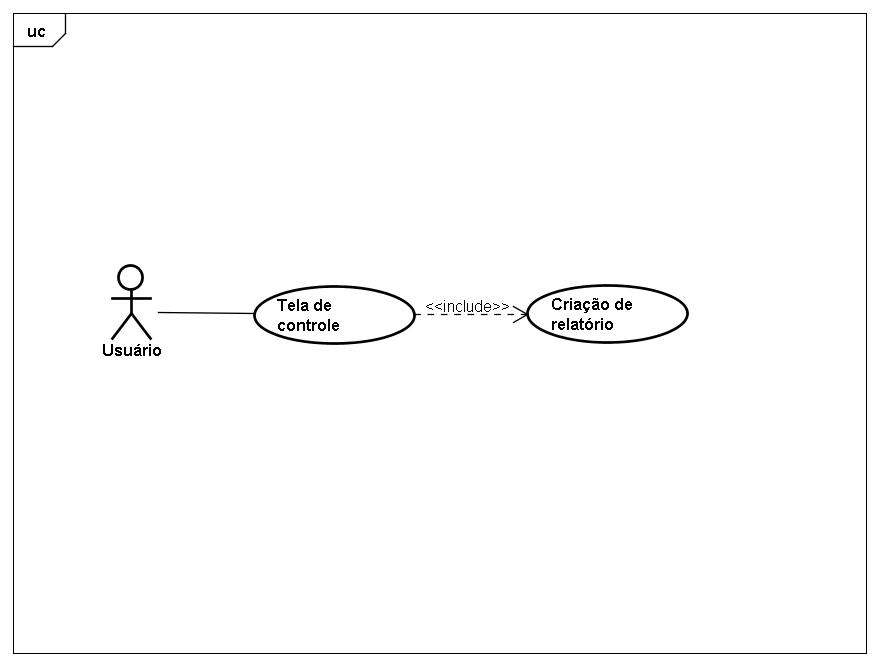 uc
Tela de
controle
<<include>>
Criação de
relatório
Usuário